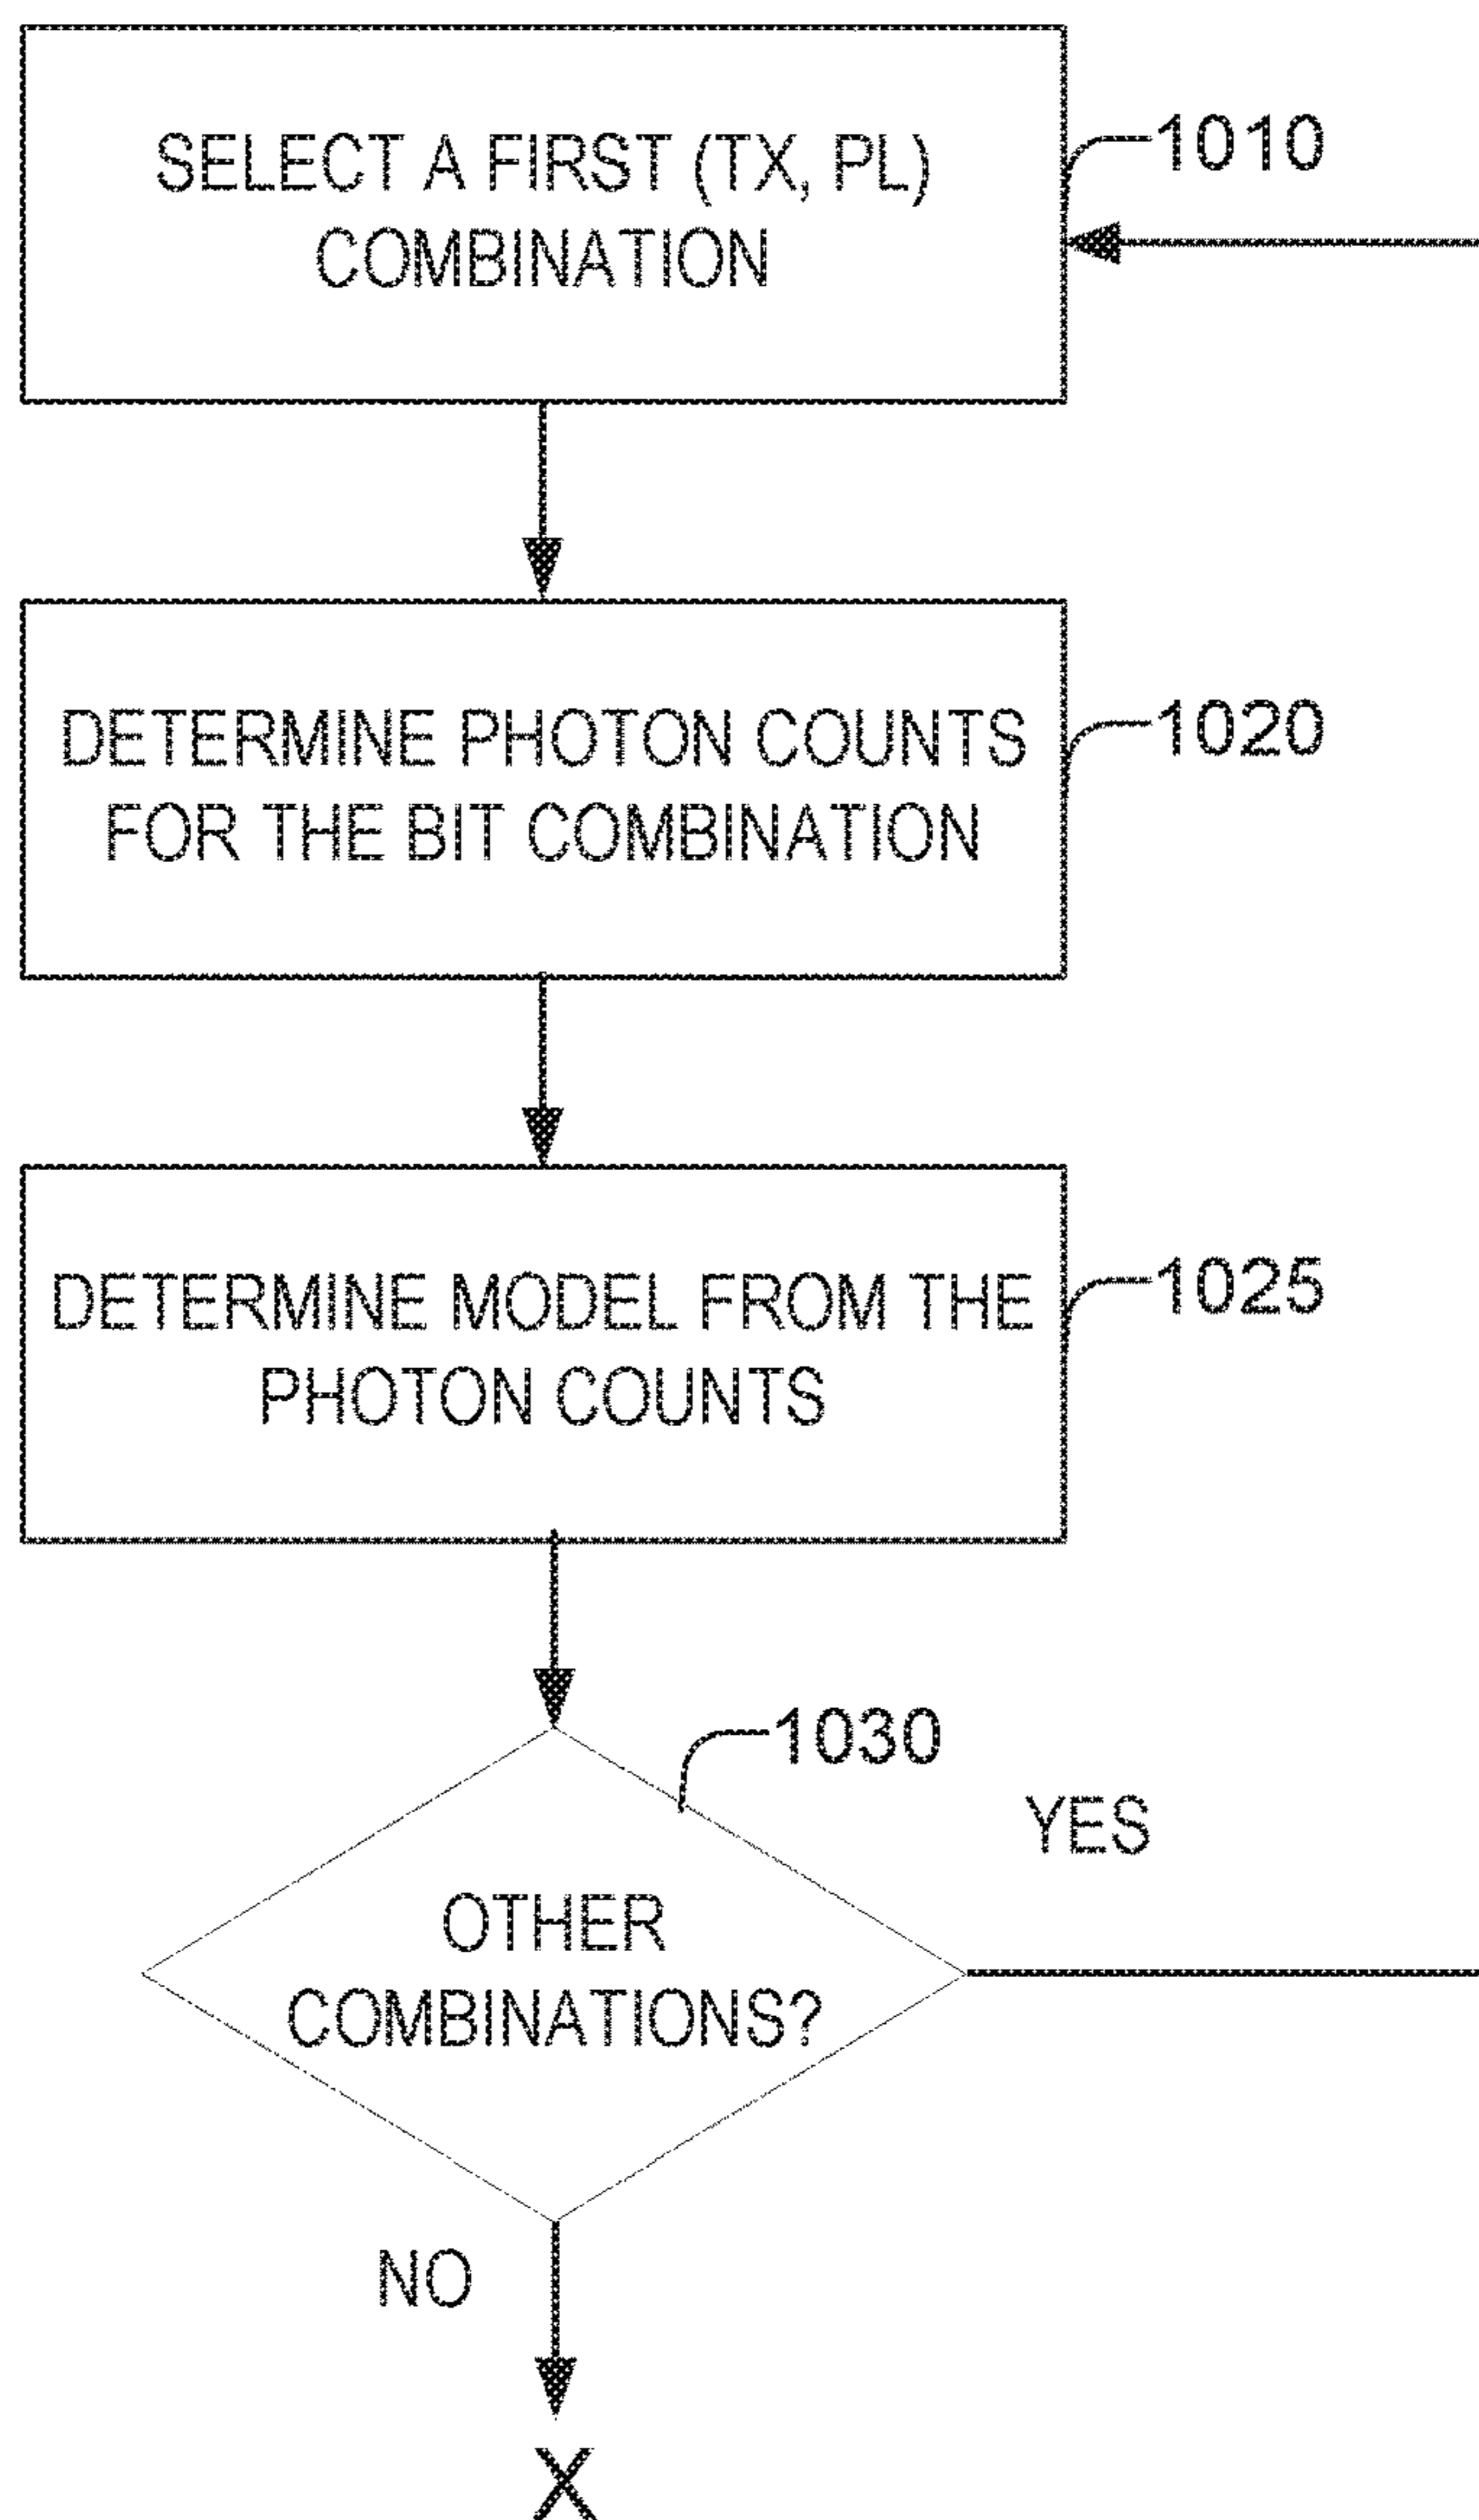 SELECT A FIRST (TX, PL)
COMBINATION
1010
DETERMINE PHOTON COUNTS
FOR THE BIT COMBINATION
1020
DETERMINE MODEL FROM THE
PHOTON COUNTS
1025
1030
YES
OTHER
COMBINATIONS?
NO
X